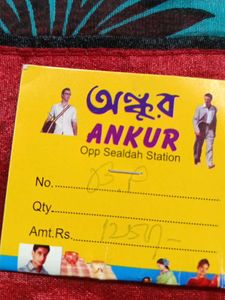 অঙ্কুর
ANKUR
Opp Sealdah Station
No.
Qty.
Amt.Rs.